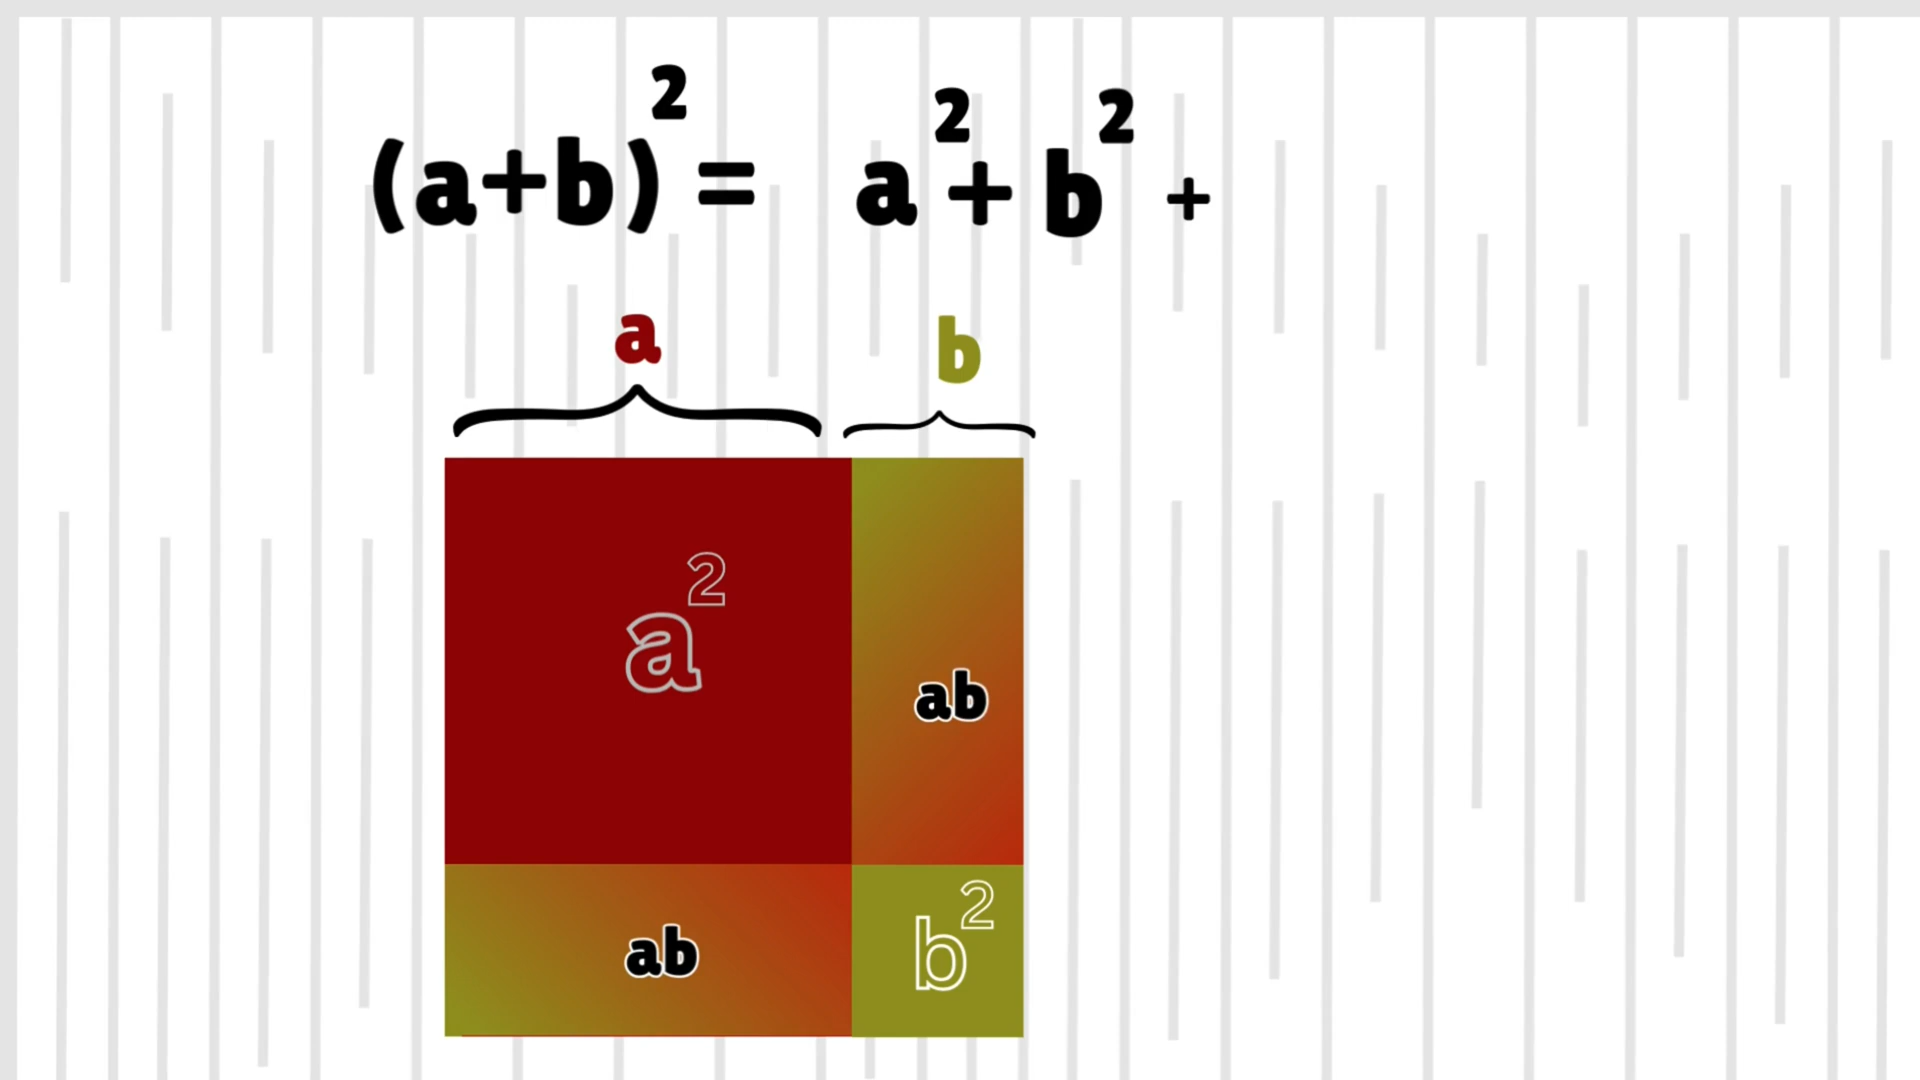 (a+b)² = a² + b² +
a b
a²
ab
ab b²